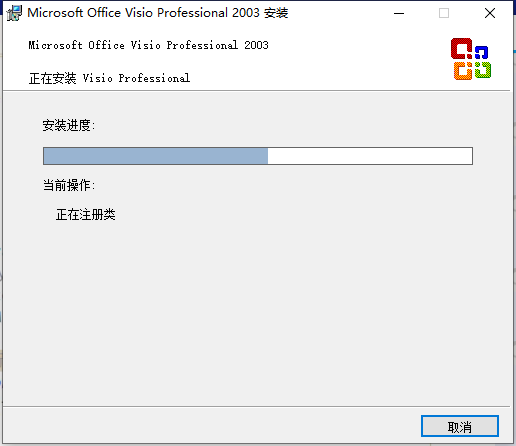 Microsoft Office Visio Professional 2003 安装
Microsoft Office Visio Professional 2003
正在安装 Visio Professional
安装进度:
当前操作:
正在注册类
取消